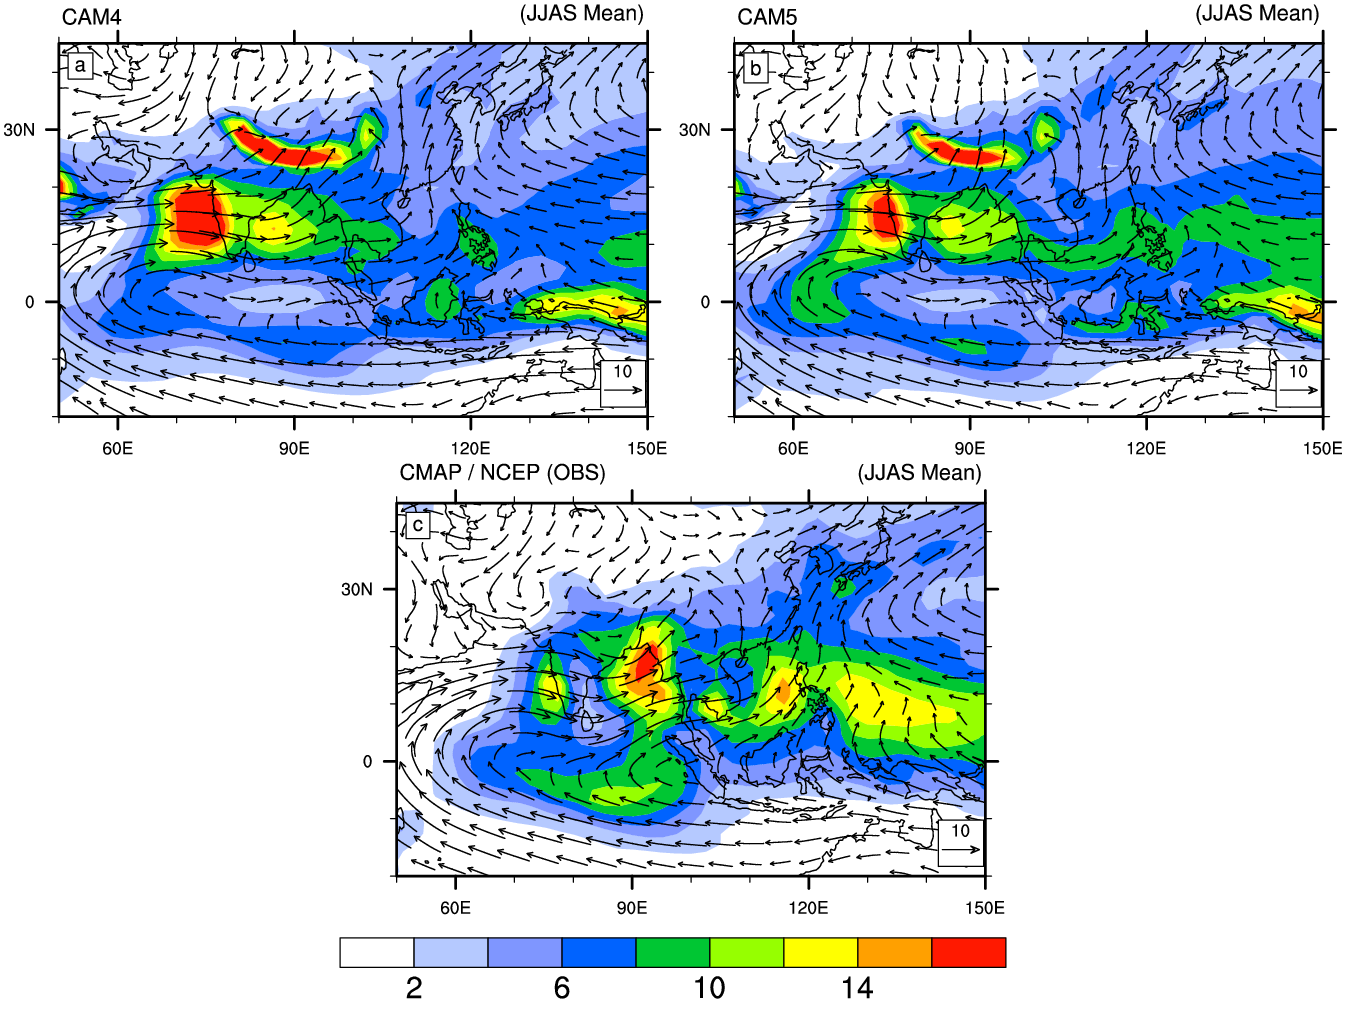 CAM4 (JJAS Mean) CAM5 (JJAS Mean)
a b
30N 30N
0 0
10 10
60E 90E 120E 150E 60E 90E 120E 150E
CMAP / NCEP (OBS) (JJAS Mean)
c
30N
0
10
60E 90E 120E 150E
2 6 10 14